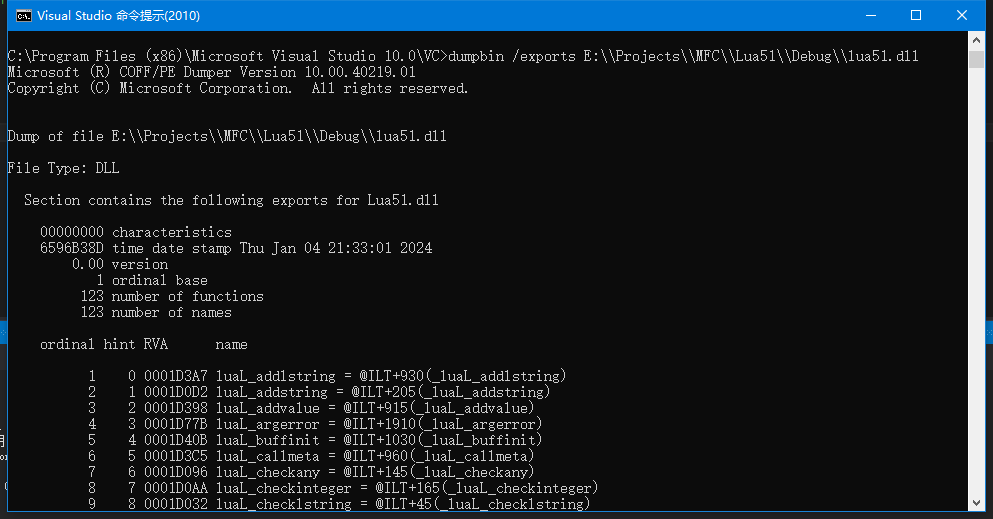 Visual Studio 命令提示(2010)
C:\Program Files (x86)\Microsoft Visual Studio 10.0\VC>dumpbin /exports E:\\Projects\\MFC\\Lua51\\Debug\\lua51.dll
Microsoft (R) COFF/PE Dumper Version 10.00.40219.01
Copyright (C) Microsoft Corporation.  All rights reserved.
Dump of file E:\\Projects\\MFC\\Lua51\\Debug\\lua51.dll
File Type: DLL
Section contains the following exports for Lua51.dll
00000000 characteristics
6596B38D time date stamp Thu Jan 04 21:33:01 2024
0.00 version
1 ordinal base
123 number of functions
123 number of names
ordinal hint RVA      name
1    0 0001D3A7 luaL_addlstring = @ILT+930(_luaL_addlstring)
2    1 0001D0D2 luaL_addstring = @ILT+205(_luaL_addstring)
3    2 0001D398 luaL_addvalue = @ILT+915(_luaL_addvalue)
4    3 0001D77B luaL_argerror = @ILT+1910(_luaL_argerror)
5    4 0001D40B luaL_buffinit = @ILT+1030(_luaL_buffinit)
6    5 0001D3C5 luaL_callmeta = @ILT+960(_luaL_callmeta)
7    6 0001D096 luaL_checkany = @ILT+145(_luaL_checkany)
8    7 0001D0AA luaL_checkinteger = @ILT+165(_luaL_checkinteger)
9    8 0001D032 luaL_checklstring = @ILT+45(_luaL_checklstring)